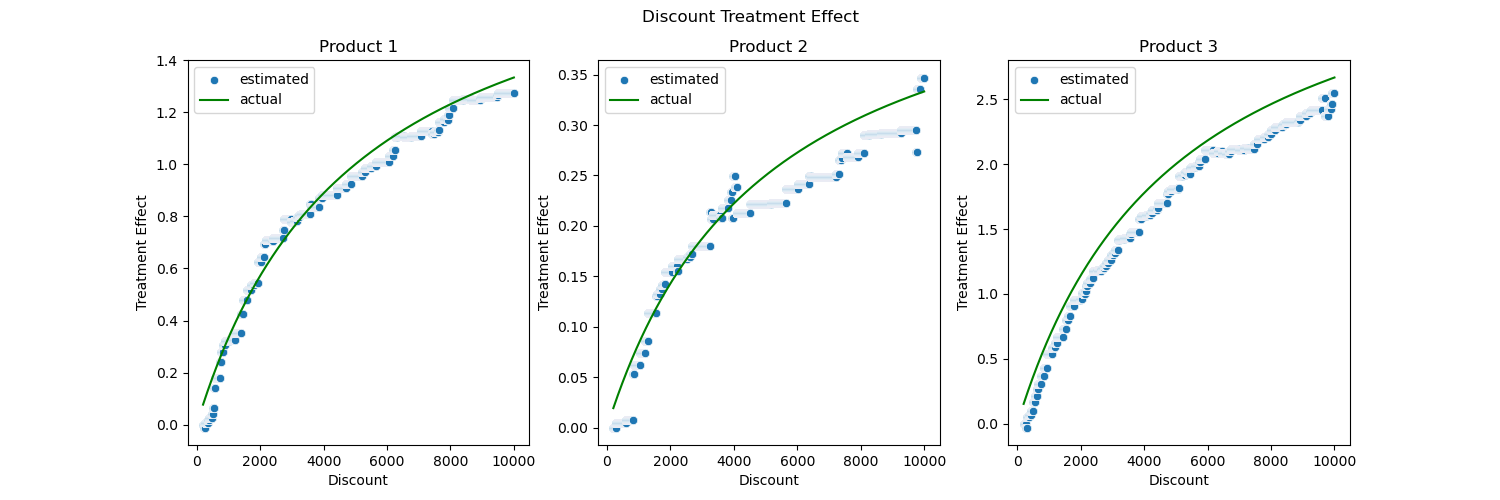 Discount Treatment Effect
Product 1
estimated
actual
Treatment Effect
1.4
1.2
1.0
0.8
0.6
0.4
0.2
0.0
0 2000 4000 6000 8000 10000
Discount
Product 2
estimated
actual
Treatment Effect
0.35
0.30
0.25
0.20
0.15
0.10
0.05
0.00
0 2000 4000 6000 8000 10000
Discount
Product 3
estimated
actual
Treatment Effect
2.5
2.0
1.5
1.0
0.5
0.0
0 2000 4000 6000 8000 10000
Discount